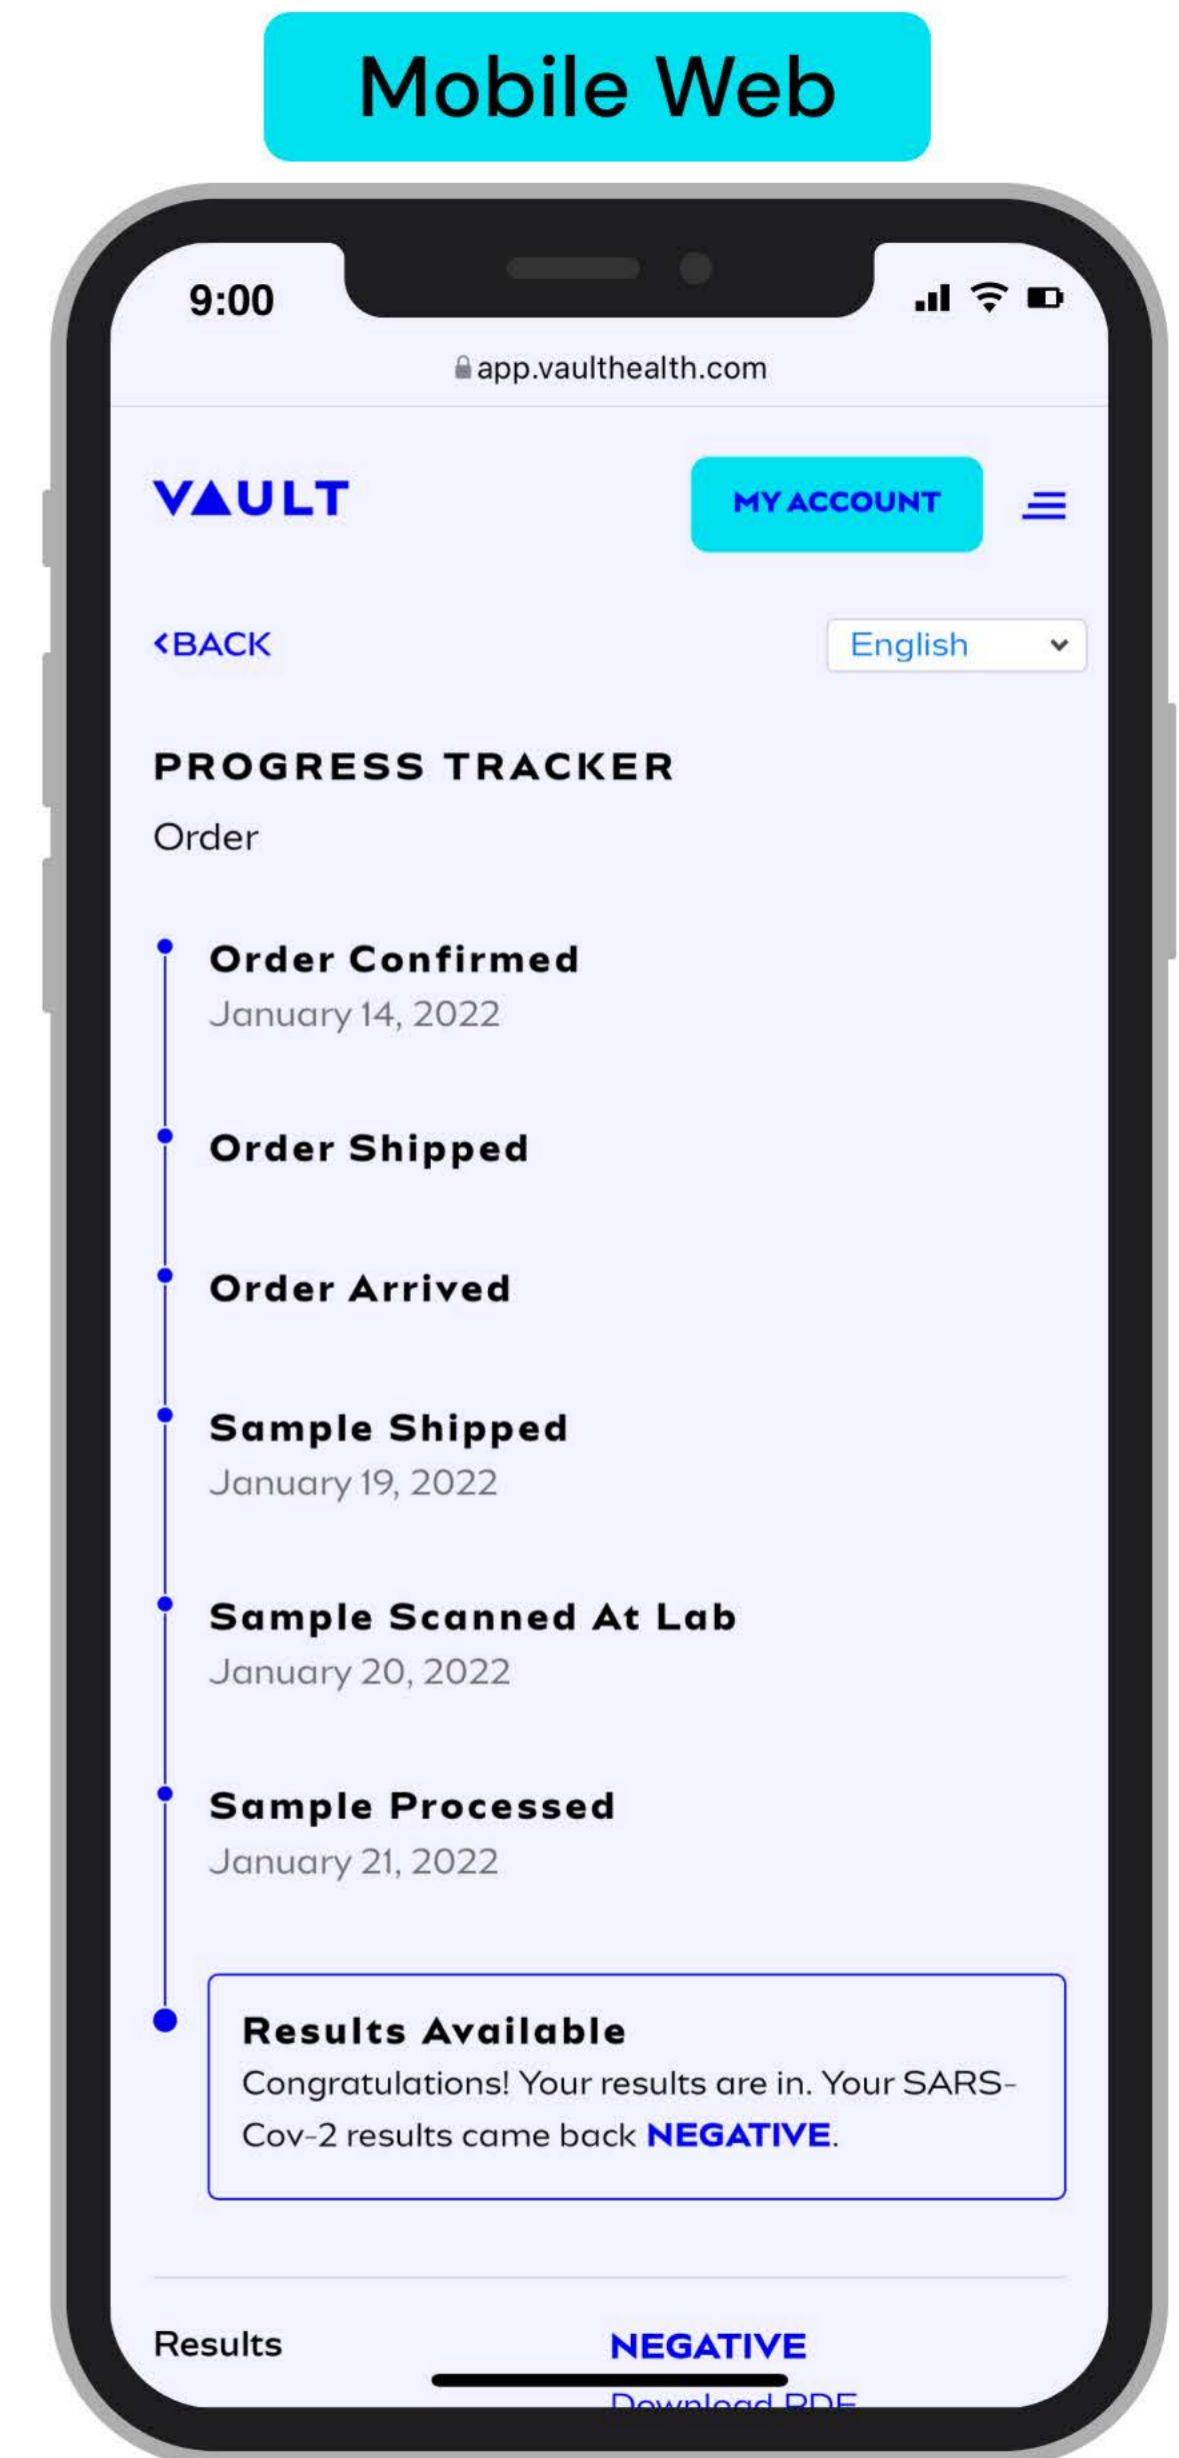 Mobile Web
9:00
app.vaulthealth.com
VAULT
MY ACCOUNT
<BACK
English
PROGRESS TRACKER
Order
Order Confirmed
January 14, 2022
Order Shipped
Order Arrived
Sample Shipped
January 19, 2022
Sample Scanned At Lab
January 20, 2022
Sample Processed
January 21, 2022
Results Available
Congratulations! Your results are in. Your SARS-
Cov-2 results came back NEGATIVE.
Results
NEGATIVE
Download PDF